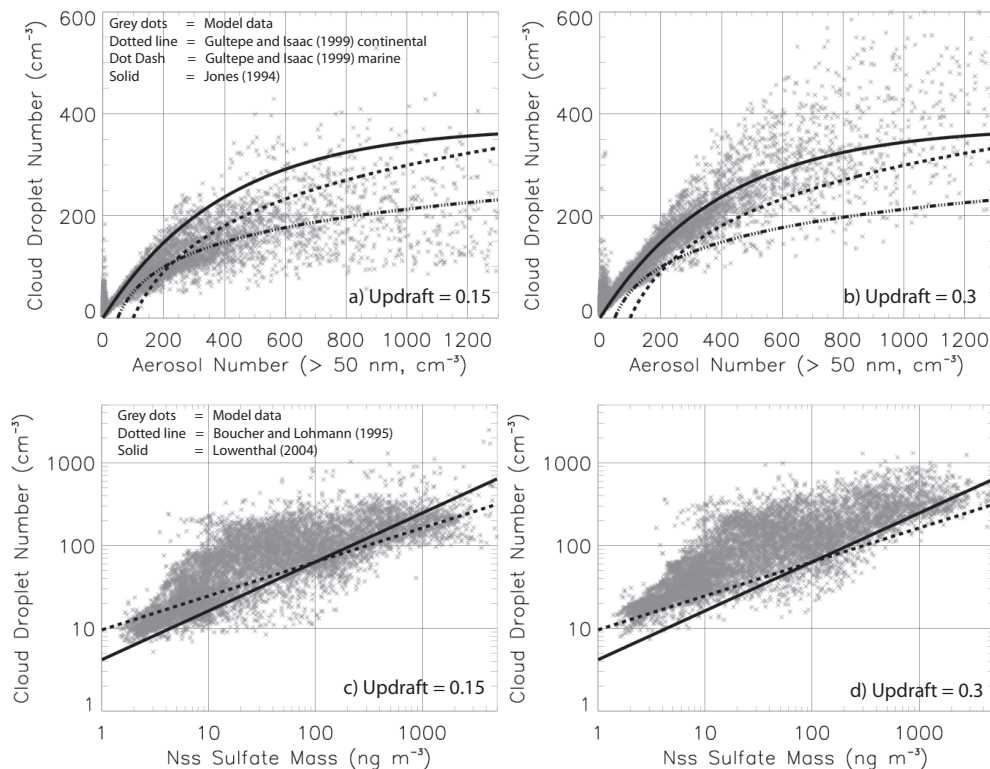 Cloud Droplet Number (cm⁻³)
600
400
200
0
Grey dots = Model data
Dotted line = Gultepe and Isaac (1999) continental
Dot Dash = Gultepe and Isaac (1999) marine
Solid = Jones (1994)
a) Updraft = 0.15
0 200 400 600 800 1000 1200
Aerosol Number (> 50 nm, cm⁻³)
Cloud Droplet Number (cm⁻³)
600
400
200
0
b) Updraft = 0.3
0 200 400 600 800 1000 1200
Aerosol Number (> 50 nm, cm⁻³)
Cloud Droplet Number (cm⁻³)
1000
100
10
1
Grey dots = Model data
Dotted line = Boucher and Lohmann (1995)
Solid = Lowenthal (2004)
c) Updraft = 0.15
1 10 100 1000
Nss Sulfate Mass (ng m⁻³)
Cloud Droplet Number (cm⁻³)
1000
100
10
1
d) Updraft = 0.3
1 10 100 1000
Nss Sulfate Mass (ng m⁻³)